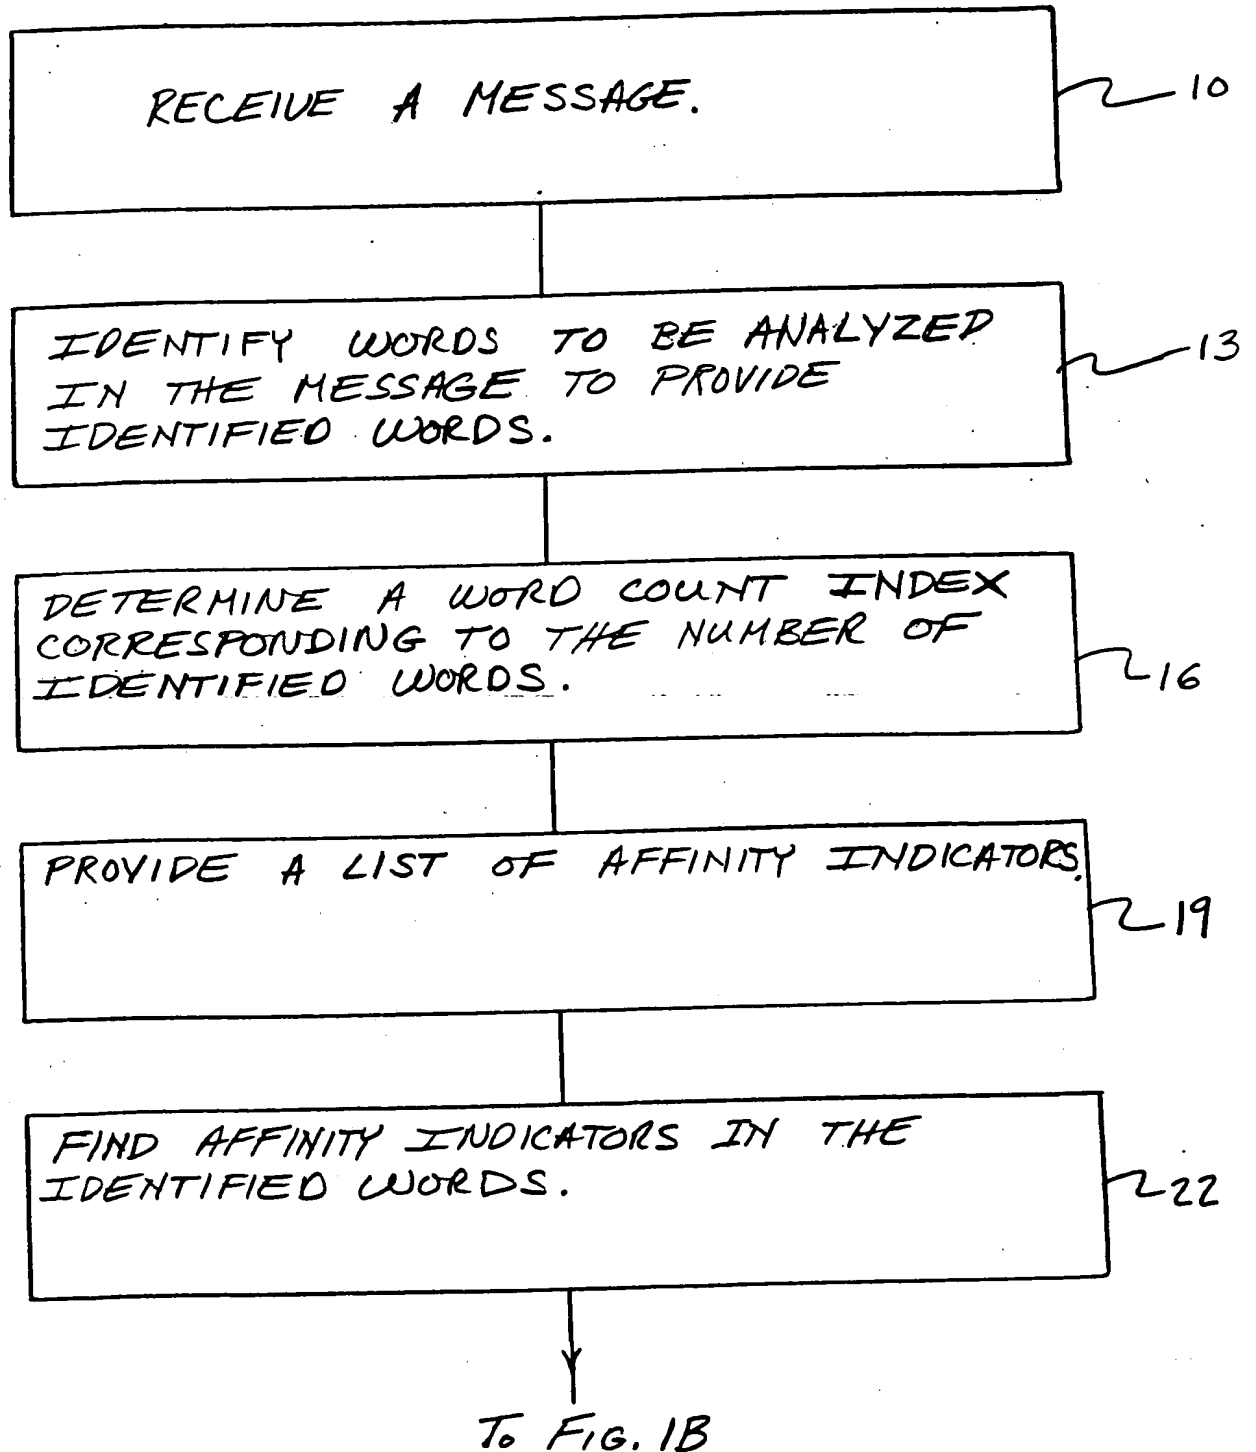 RECEIVE A MESSAGE.
10
IDENTIFY WORDS TO BE ANALYZED
IN THE MESSAGE TO PROVIDE
IDENTIFIED WORDS.
13
DETERMINE A WORD COUNT INDEX
CORRESPONDING TO THE NUMBER OF
IDENTIFIED WORDS.
16
PROVIDE A LIST OF AFFINITY INDICATORS.
19
FIND AFFINITY INDICATORS IN THE
IDENTIFIED WORDS.
22
To FIG. 1B